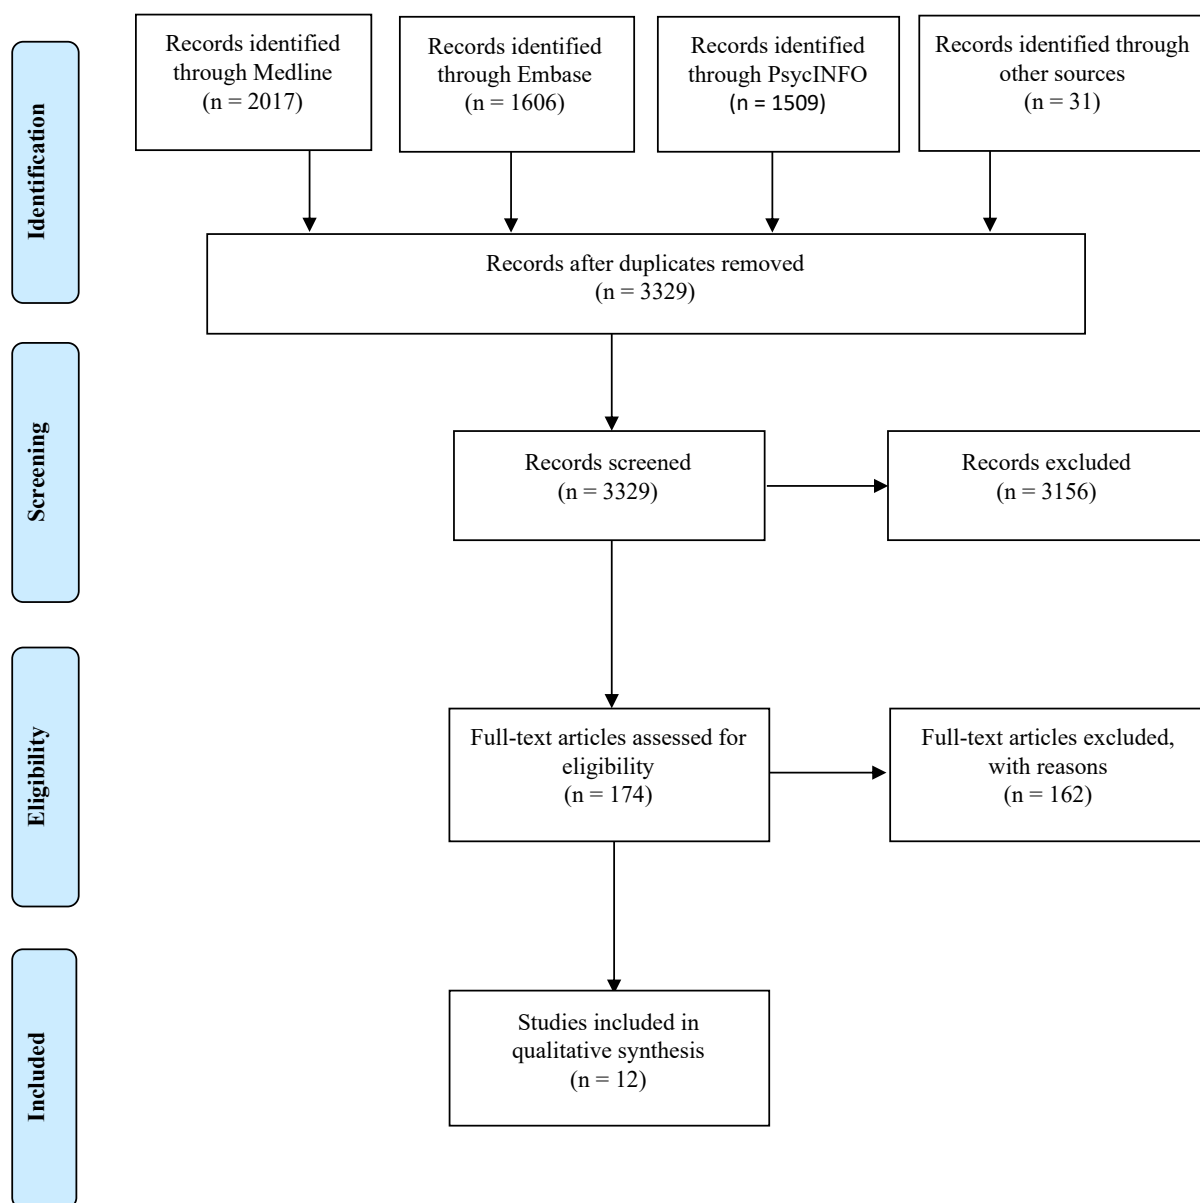 Identification
Records identified
through Medline
(n = 2017)
Records identified
through Embase
(n = 1606)
Records identified
through PsycINFO
(n = 1509)
Records identified through
other sources
(n = 31)
Records after duplicates removed
(n = 3329)
Screening
Records screened
(n = 3329)
Records excluded
(n = 3156)
Eligibility
Full-text articles assessed for
eligibility
(n = 174)
Full-text articles excluded,
with reasons
(n = 162)
Included
Studies included in
qualitative synthesis
(n = 12)